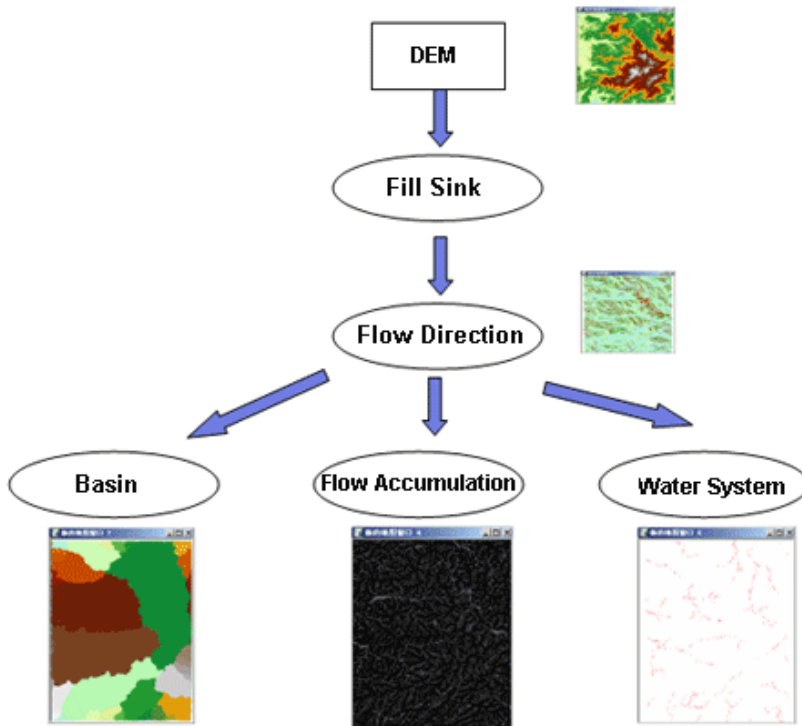 DEM
Fill Sink
Flow Direction
Basin
Flow Accumulation
Water System